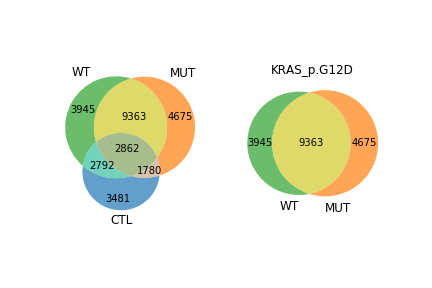 WT
MUT
3945
9363
4675
2862
2792
1780
3481
CTL
KRAS_p.G12D
3945
9363
4675
WT
MUT